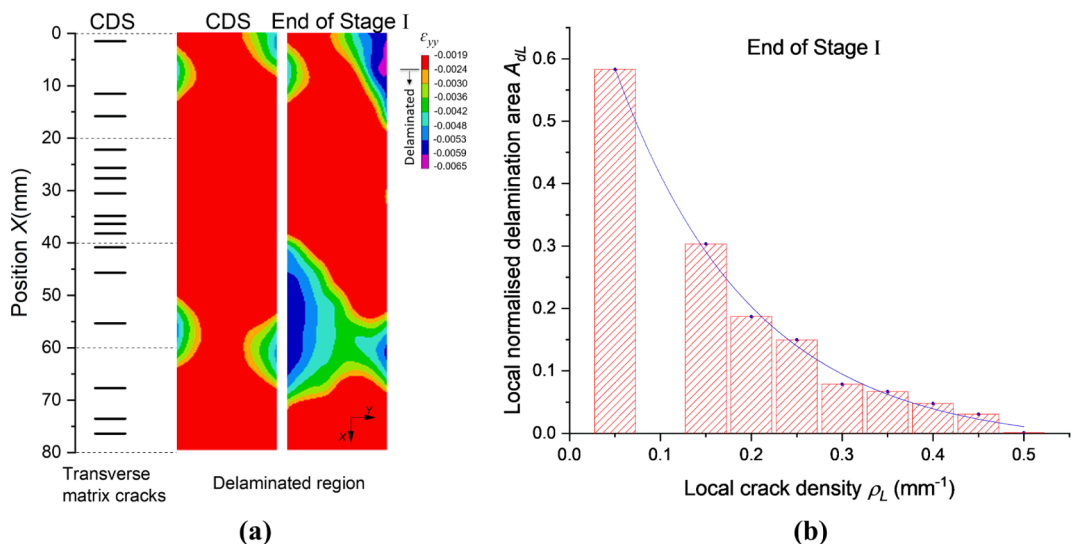 CDS CDS End of Stage I
εyy
-0.0019
-0.0024
-0.0030
-0.0036
-0.0042
-0.0048
-0.0053
-0.0059
-0.0065
Delaminated
Position X(mm)
0
10
20
30
40
50
60
70
80
Y
X
Transverse
matrix cracks
Delaminated region
(a)
End of Stage I
Local normalised delamination area AdL
0.6
0.5
0.4
0.3
0.2
0.1
0.0
0.0 0.1 0.2 0.3 0.4 0.5
Local crack density ρL (mm-1)
(b)